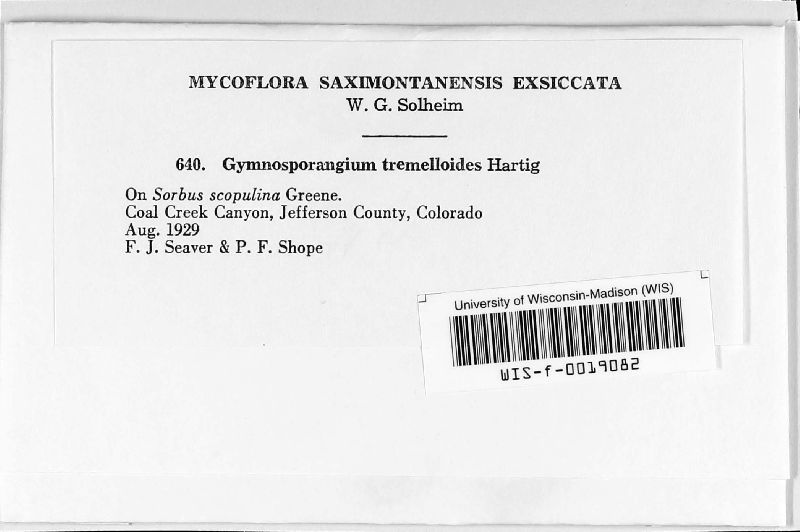 MYCOFLORA SAXIMONTANENSIS EXSICCATA
W. G. Solheim
640. Gymnosporangium tremelloides Hartig
On Sorbus scopulina Greene.
Coal Creek Canyon, Jefferson County, Colorado
Aug. 1929
F. J. Seaver & P. F. Shope
University of Wisconsin-Madison (WIS)
WIS-f-0019082